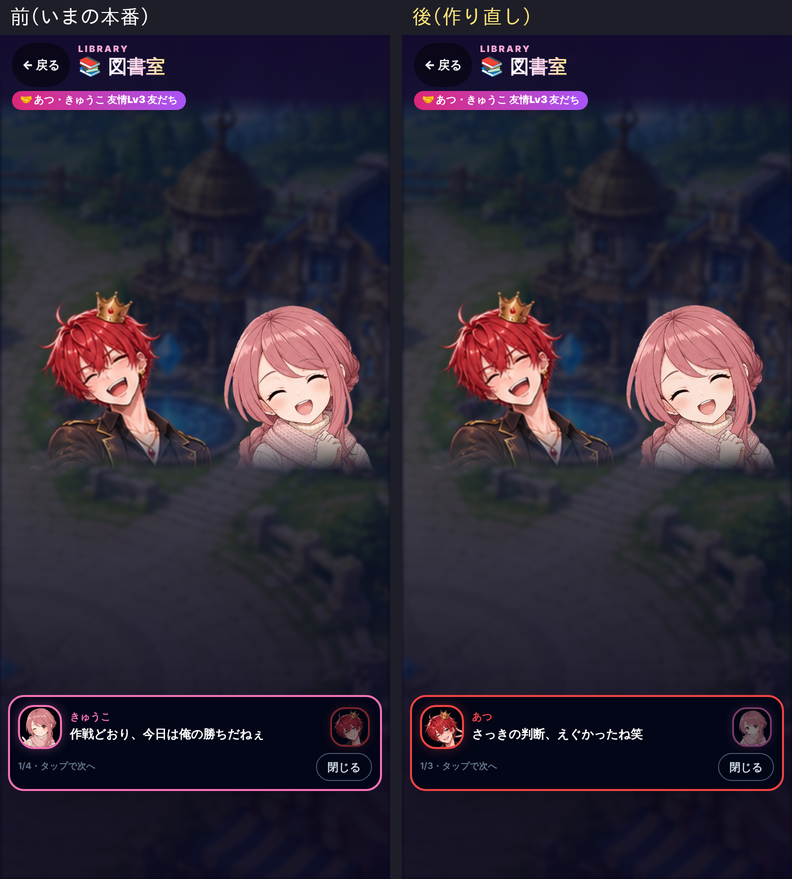 前(いまの本番)
LIBRARY
← 戻る
📚 図書室
🤝 あつ・きゅうこ 友情Lv3 友だち
きゅうこ
作戦どおり、今日は俺の勝ちだねぇ
1/4・タップで次へ
閉じる
後(作り直し)
LIBRARY
← 戻る
📚 図書室
🤝 あつ・きゅうこ 友情Lv3 友だち
あつ
さっきの判断、えぐかったね笑
1/3・タップで次へ
閉じる